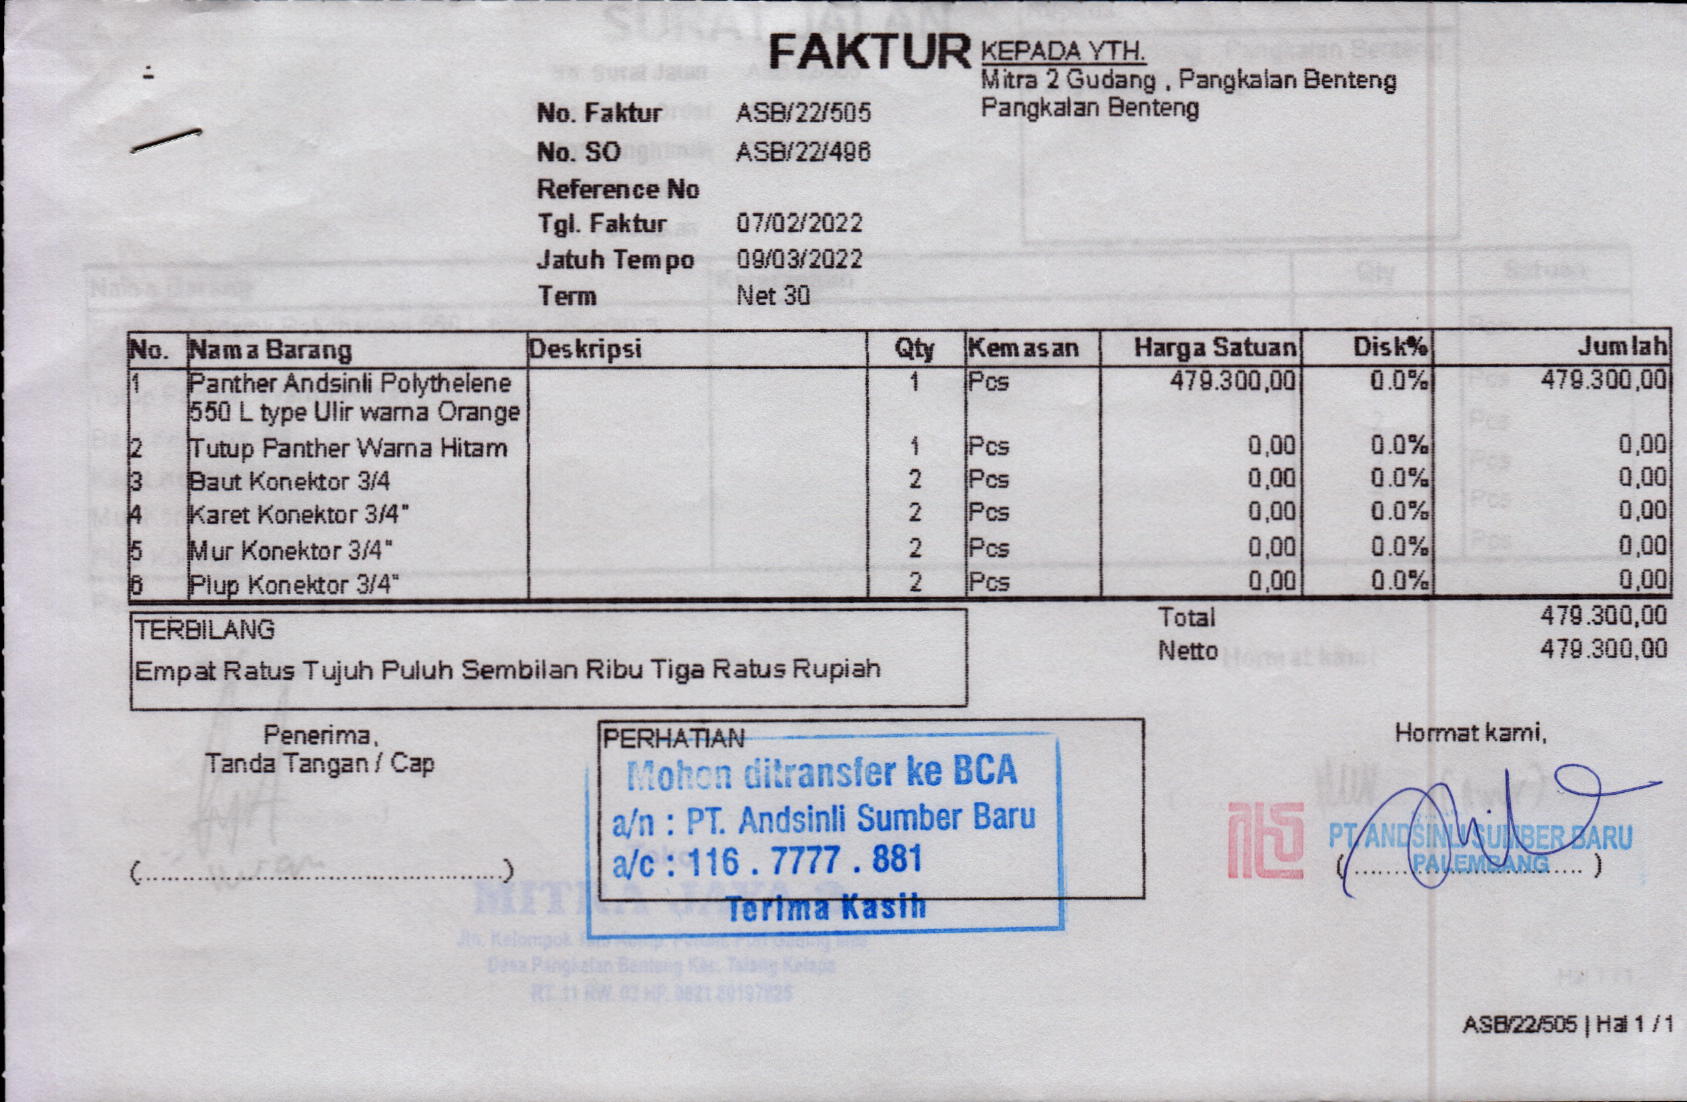 FAKTUR
KEPADA YTH.
Mitra 2 Gudang , Pangkalan Benteng
Pangkalan Benteng
No. Faktur ASB/22/505
No. SO ASB/22/496
Reference No
Tgl. Faktur 07/02/2022
Jatuh Tempo 09/03/2022
Term Net 30
No. Nama Barang Deskripsi Qty Kemasan Harga Satuan Disk% Jumlah
1 Panther Andsinli Polythelene 1 Pcs 479.300,00 0.0% 479.300,00
550 L type Ulir warna Orange
2 Tutup Panther Warna Hitam 1 Pcs 0,00 0.0% 0,00
3 Baut Konektor 3/4 2 Pcs 0,00 0.0% 0,00
4 Karet Konektor 3/4" 2 Pcs 0,00 0.0% 0,00
5 Mur Konektor 3/4" 2 Pcs 0,00 0.0% 0,00
6 Plup Konektor 3/4" 2 Pcs 0,00 0.0% 0,00
Total 479.300,00
Netto 479.300,00
TERBILANG
Empat Ratus Tujuh Puluh Sembilan Ribu Tiga Ratus Rupiah
Penerima,
Tanda Tangan / Cap
PERHATIAN
Mohon ditransfer ke BCA
a/n : PT. Andsinli Sumber Baru
a/c : 116 . 7777 . 881
Terima Kasih
Hormat kami,
PT ANDSINLI SUMBER BARU
PALEMBANG
ASB/22/505 | Hal 1 / 1